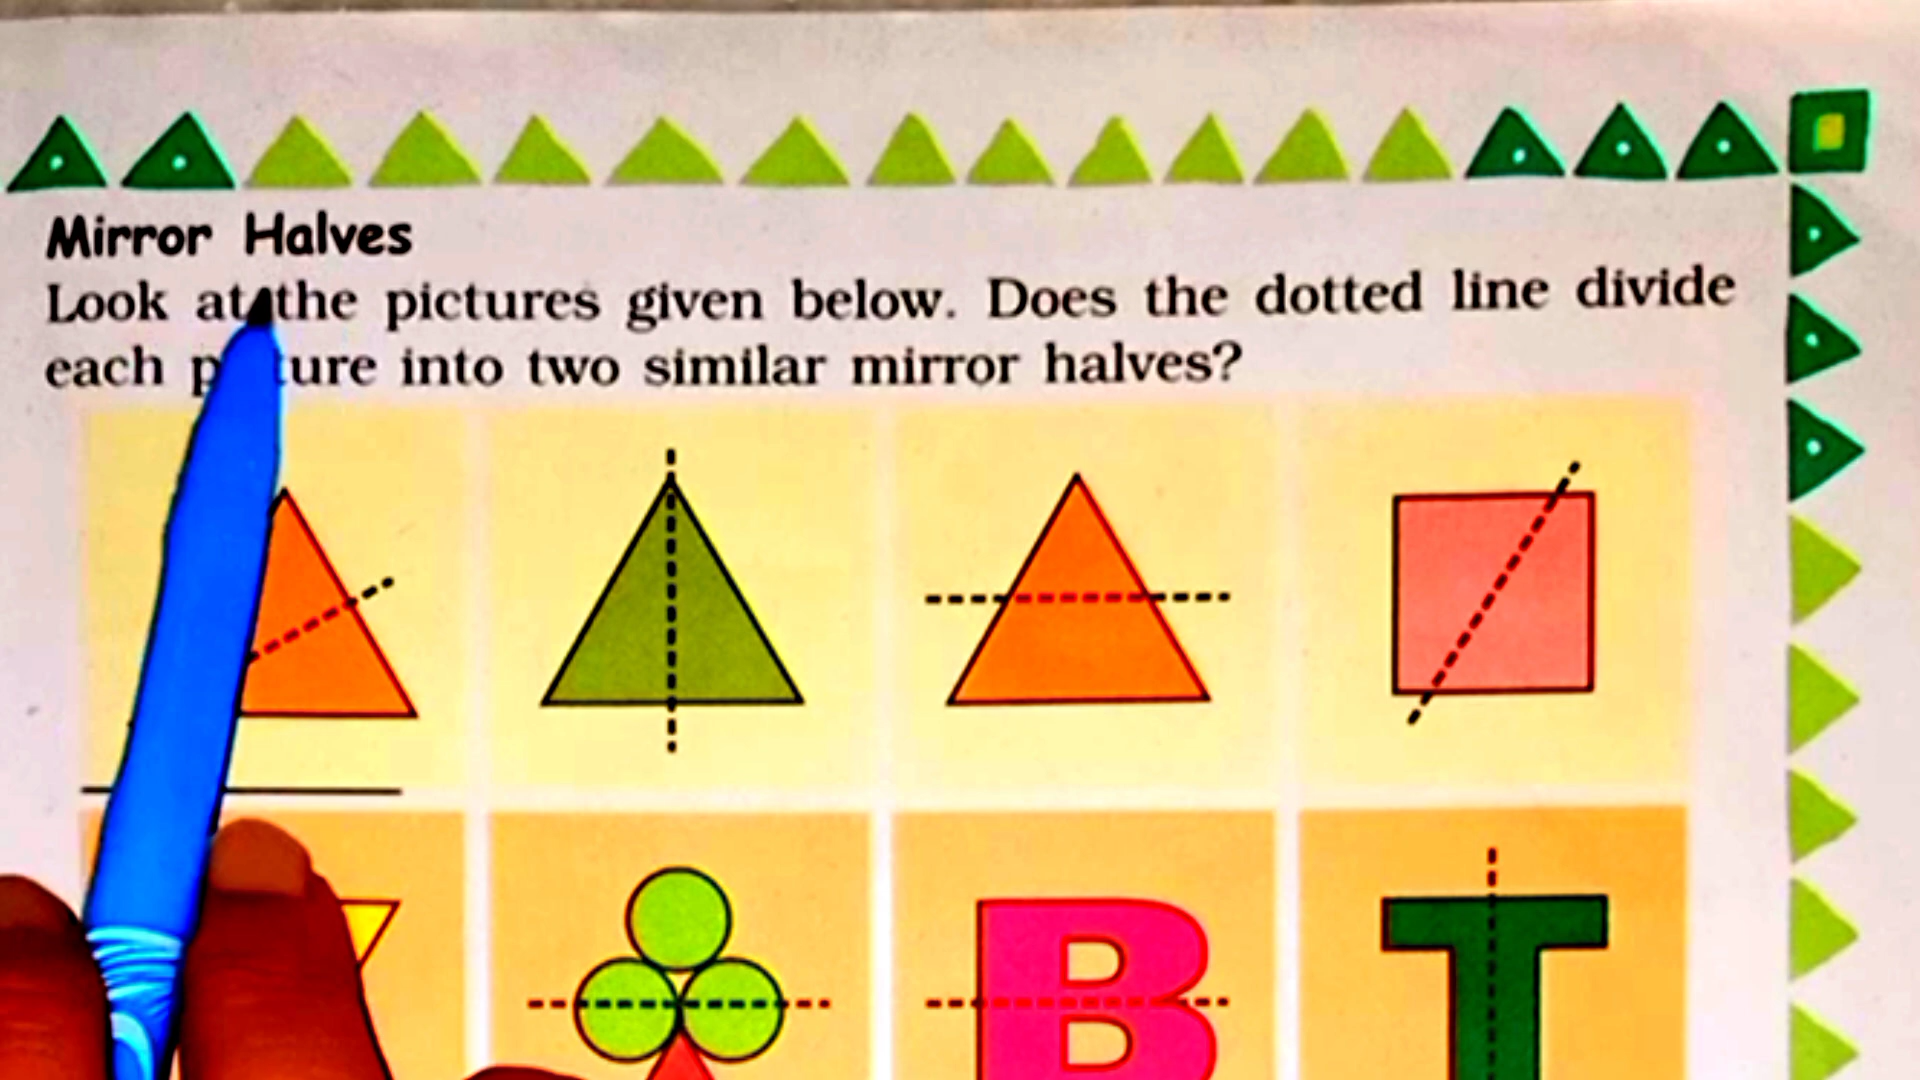 Mirror Halves
Look at the pictures given below. Does the dotted line divide
each into two similar mirror halves?
B
T